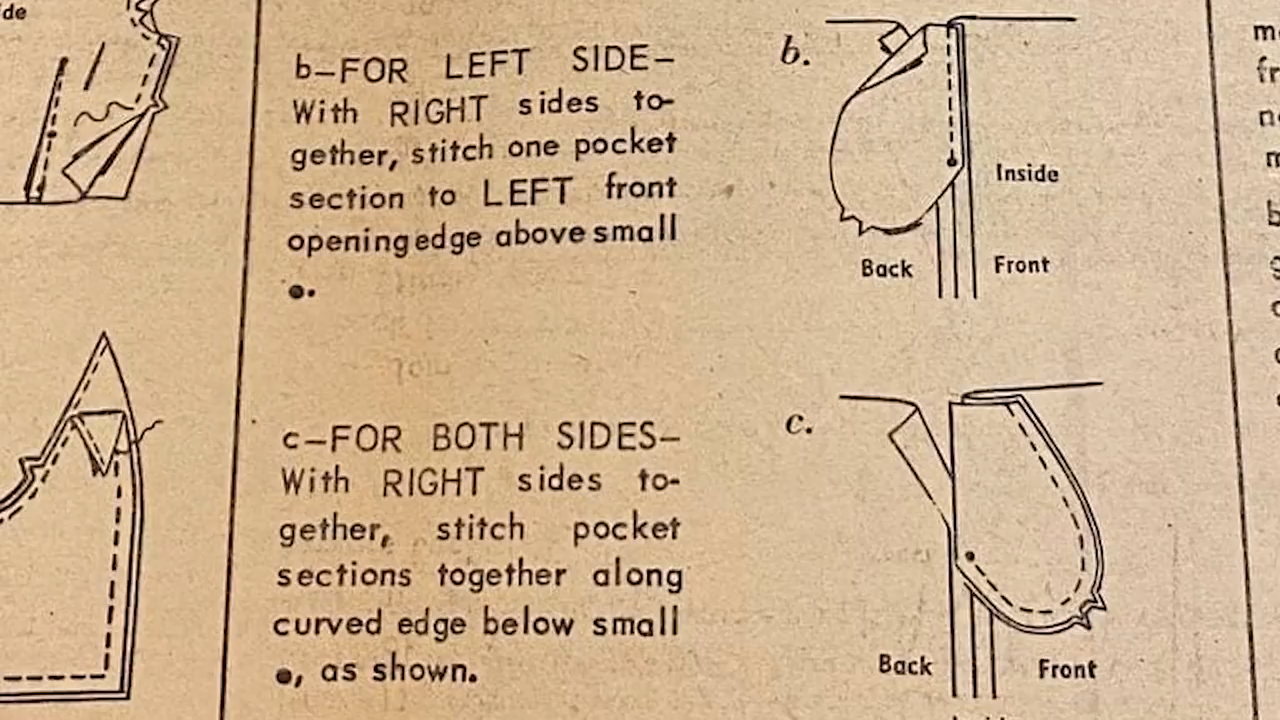 de
b—FOR LEFT SIDE—
With RIGHT sides to-
gether, stitch one pocket
section to LEFT front
opening edge above small
●.
b.
Inside
Back
Front
c—FOR BOTH SIDES—
With RIGHT sides to-
gether, stitch pocket
sections together along
curved edge below small
●, as shown.
c.
Back
Front